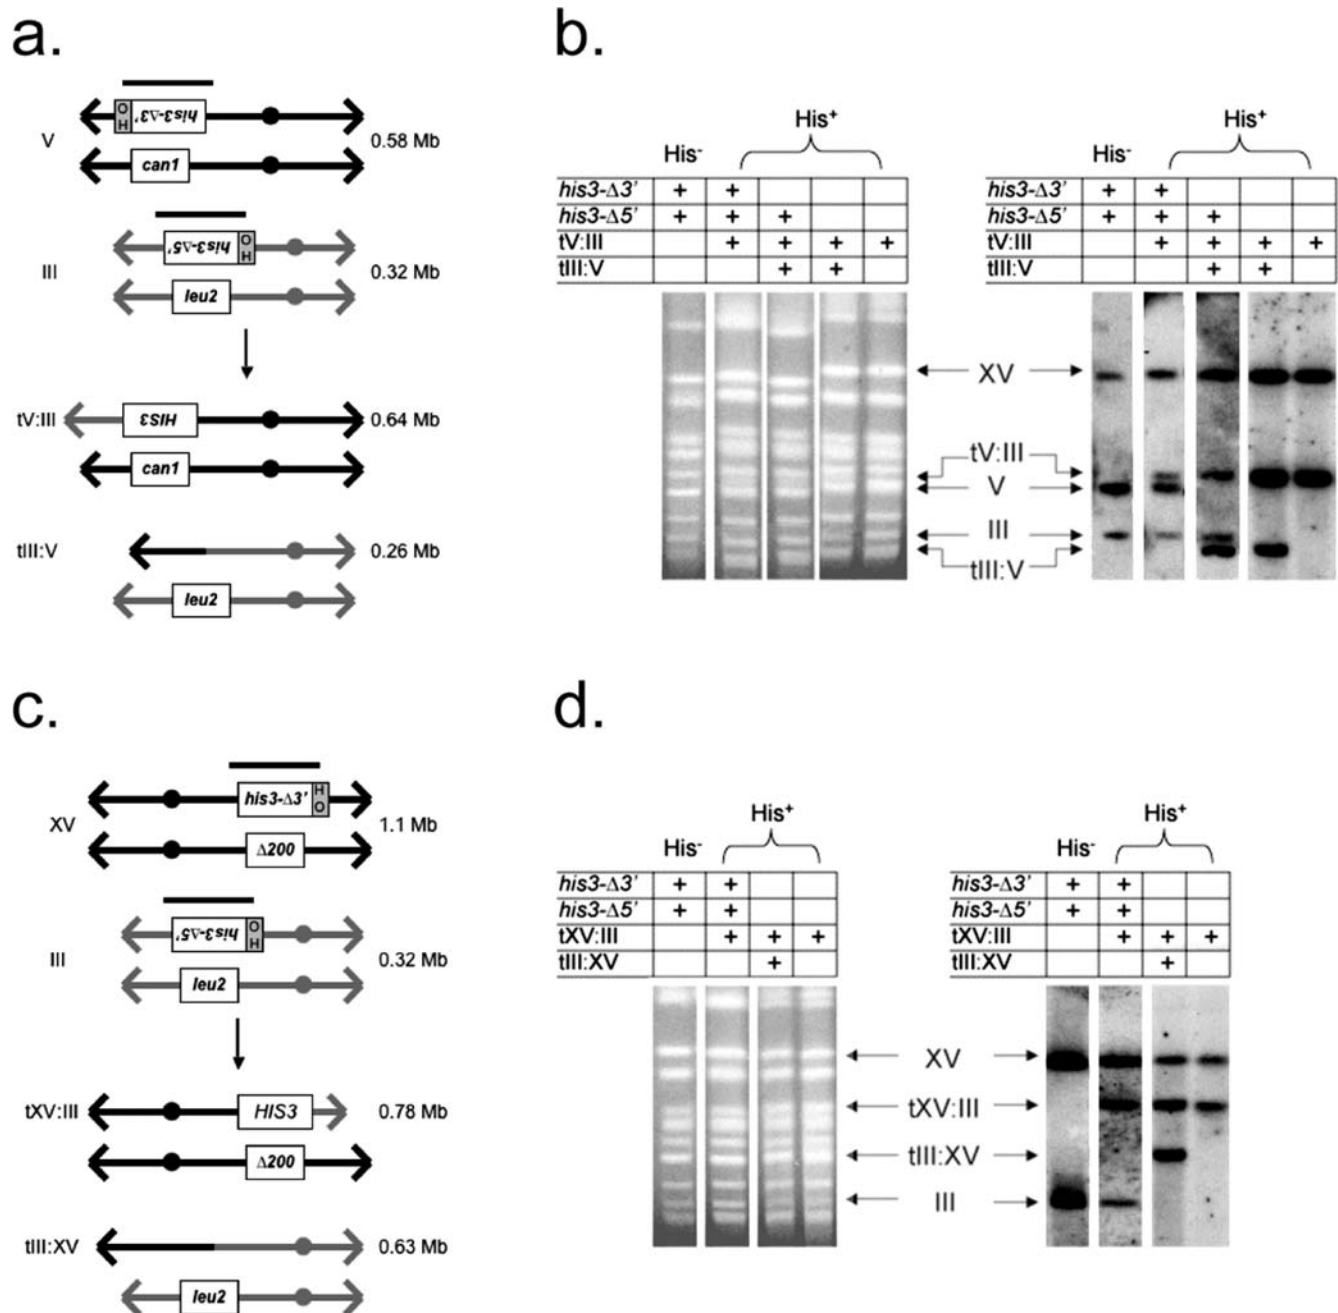 a.
b.
his3-Δ3'
O
H
V
0.58 Mb
can1
his3-Δ5'
O
H
III
0.32 Mb
leu2
tV:III
HIS3
0.64 Mb
can1
tIII:V
0.26 Mb
leu2
His-
His+
his3-Δ3' + +
his3-Δ5' + + +
tV:III + + + +
tIII:V + +
His-
His+
his3-Δ3' + +
his3-Δ5' + + +
tV:III + + + +
tIII:V + +
XV
tV:III
V
III
tIII:V
c.
d.
his3-Δ3'
H
O
XV
1.1 Mb
Δ200
his3-Δ5'
O
H
III
0.32 Mb
leu2
tXV:III
HIS3
0.78 Mb
Δ200
tIII:XV
0.63 Mb
leu2
His-
His+
his3-Δ3' + +
his3-Δ5' + +
tXV:III + + +
tIII:XV +
His-
His+
his3-Δ3' + +
his3-Δ5' + +
tXV:III + + +
tIII:XV +
XV
tXV:III
tIII:XV
III